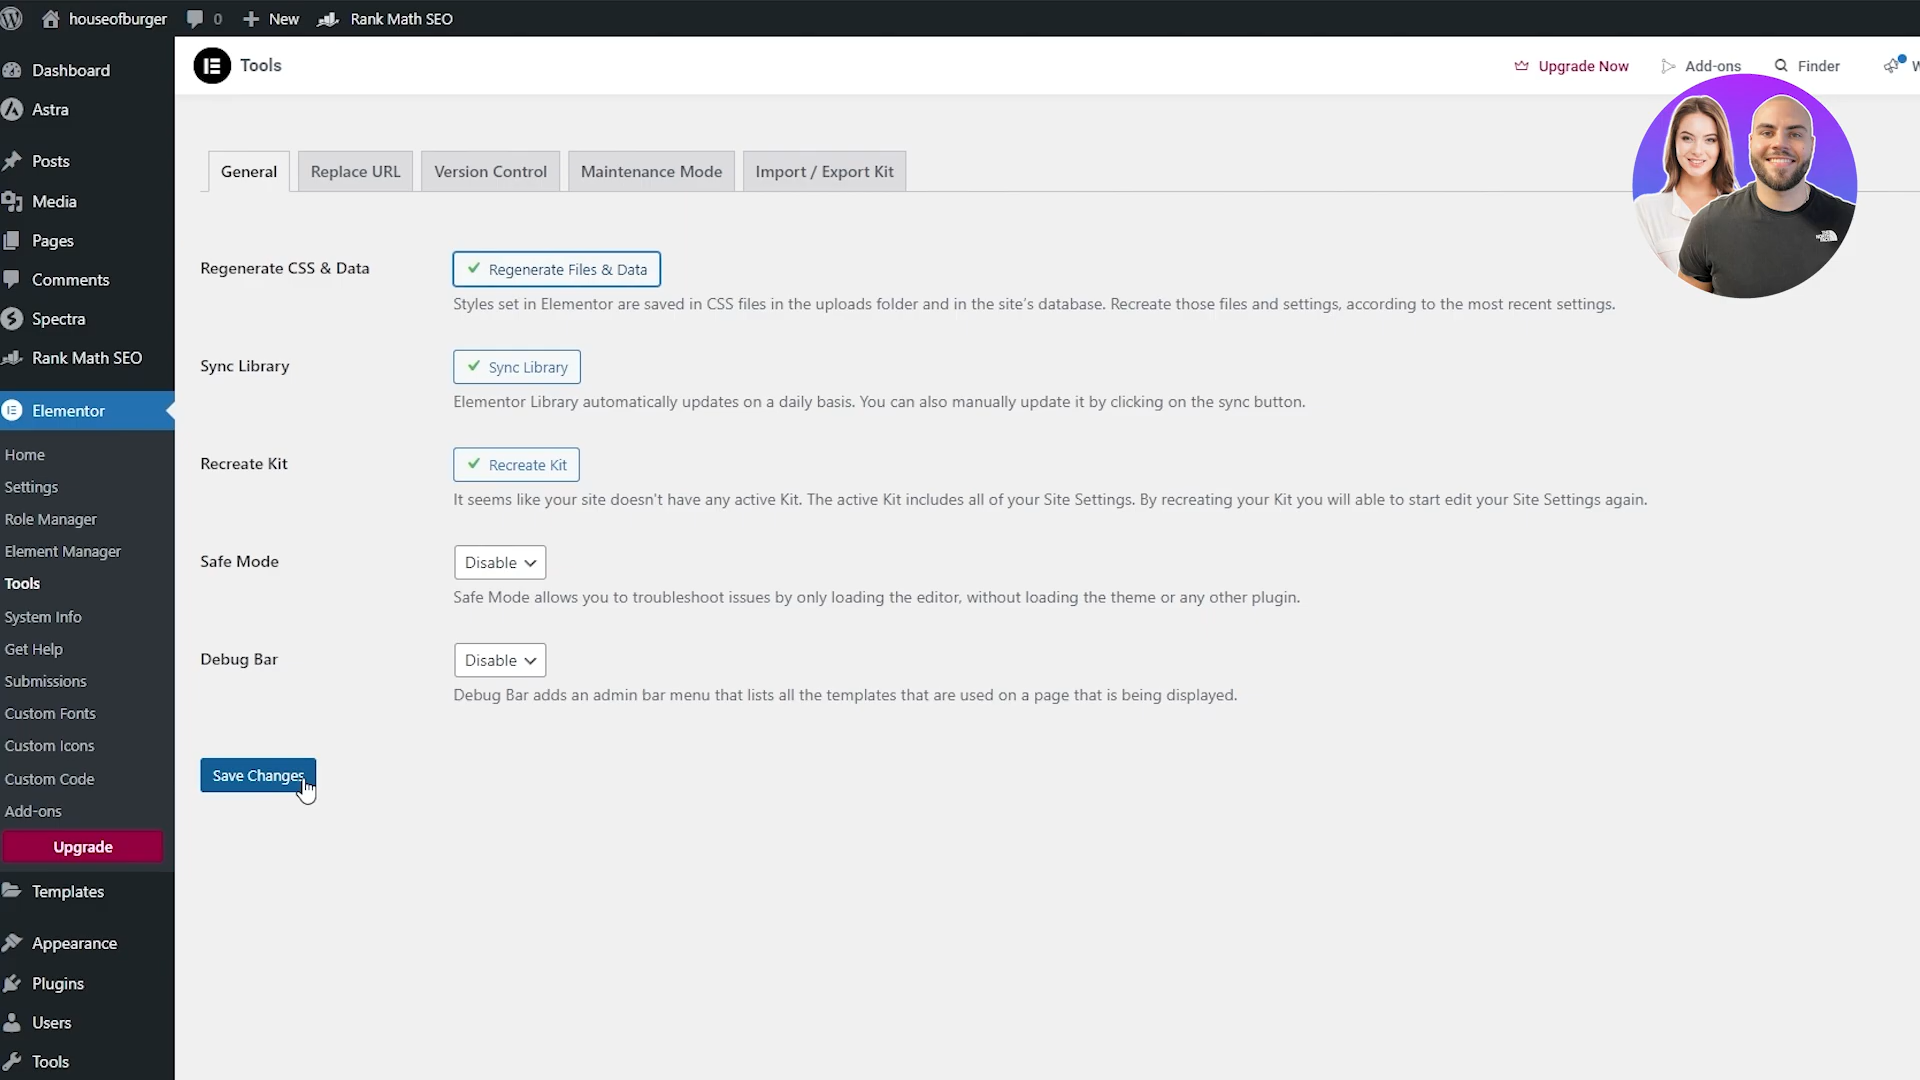 houseofburger 0 New Rank Math SEO
Dashboard
Astra
Posts
Media
Pages
Comments
Spectra
Rank Math SEO
Elementor
Home
Settings
Role Manager
Element Manager
Tools
System Info
Get Help
Submissions
Custom Fonts
Custom Icons
Custom Code
Add-ons
Upgrade
Templates
Appearance
Plugins
Users
Tools
Tools
Upgrade Now Add-ons Finder W
General Replace URL Version Control Maintenance Mode Import / Export Kit
Regenerate CSS & Data Regenerate Files & Data
Styles set in Elementor are saved in CSS files in the uploads folder and in the site's database. Recreate those files and settings, according to the most recent settings.
Sync Library Sync Library
Elementor Library automatically updates on a daily basis. You can also manually update it by clicking on the sync button.
Recreate Kit Recreate Kit
It seems like your site doesn't have any active Kit. The active Kit includes all of your Site Settings. By recreating your Kit you will able to start edit your Site Settings again.
Safe Mode Disable
Safe Mode allows you to troubleshoot issues by only loading the editor, without loading the theme or any other plugin.
Debug Bar Disable
Debug Bar adds an admin bar menu that lists all the templates that are used on a page that is being displayed.
Save Changes